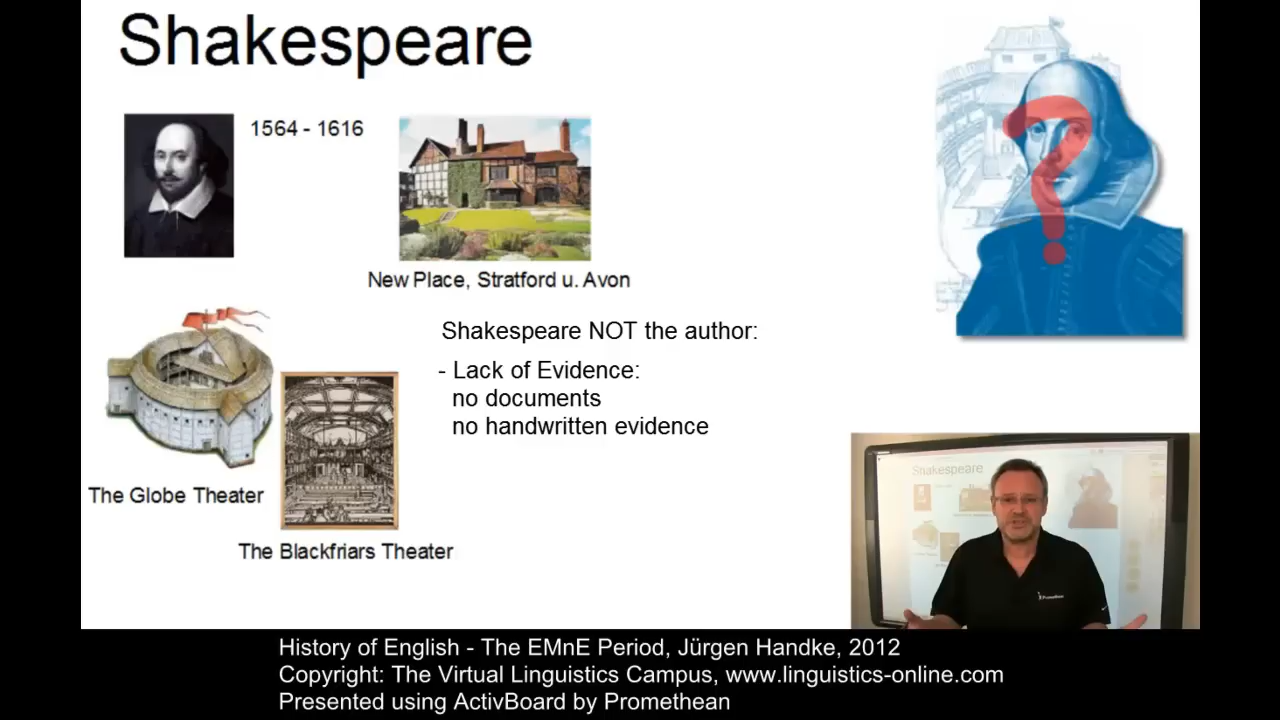 Shakespeare
1564 - 1616
New Place, Stratford u. Avon
Shakespeare NOT the author:
- Lack of Evidence:
no documents
no handwritten evidence
The Globe Theater
The Blackfriars Theater
Shakespeare
Promethean
History of English - The EMnE Period, Jürgen Handke, 2012
Copyright: The Virtual Linguistics Campus, www.linguistics-online.com
Presented using ActivBoard by Promethean